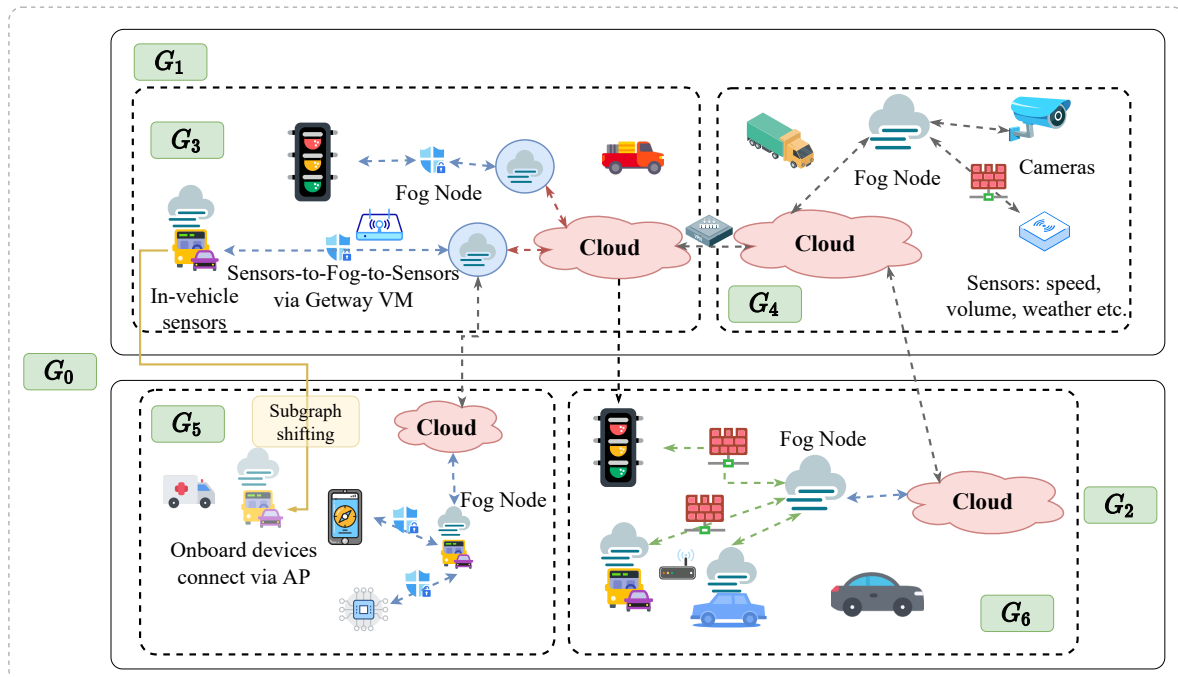 G1
G3
Fog Node
Cloud
Sensors-to-Fog-to-Sensors
via Getway VM
In-vehicle
sensors
Fog Node
Cameras
Cloud
Sensors: speed,
volume, weather etc.
G4
G0
G5
Subgraph
shifting
Cloud
Fog Node
Onboard devices
connect via AP
Fog Node
Cloud
G2
G6